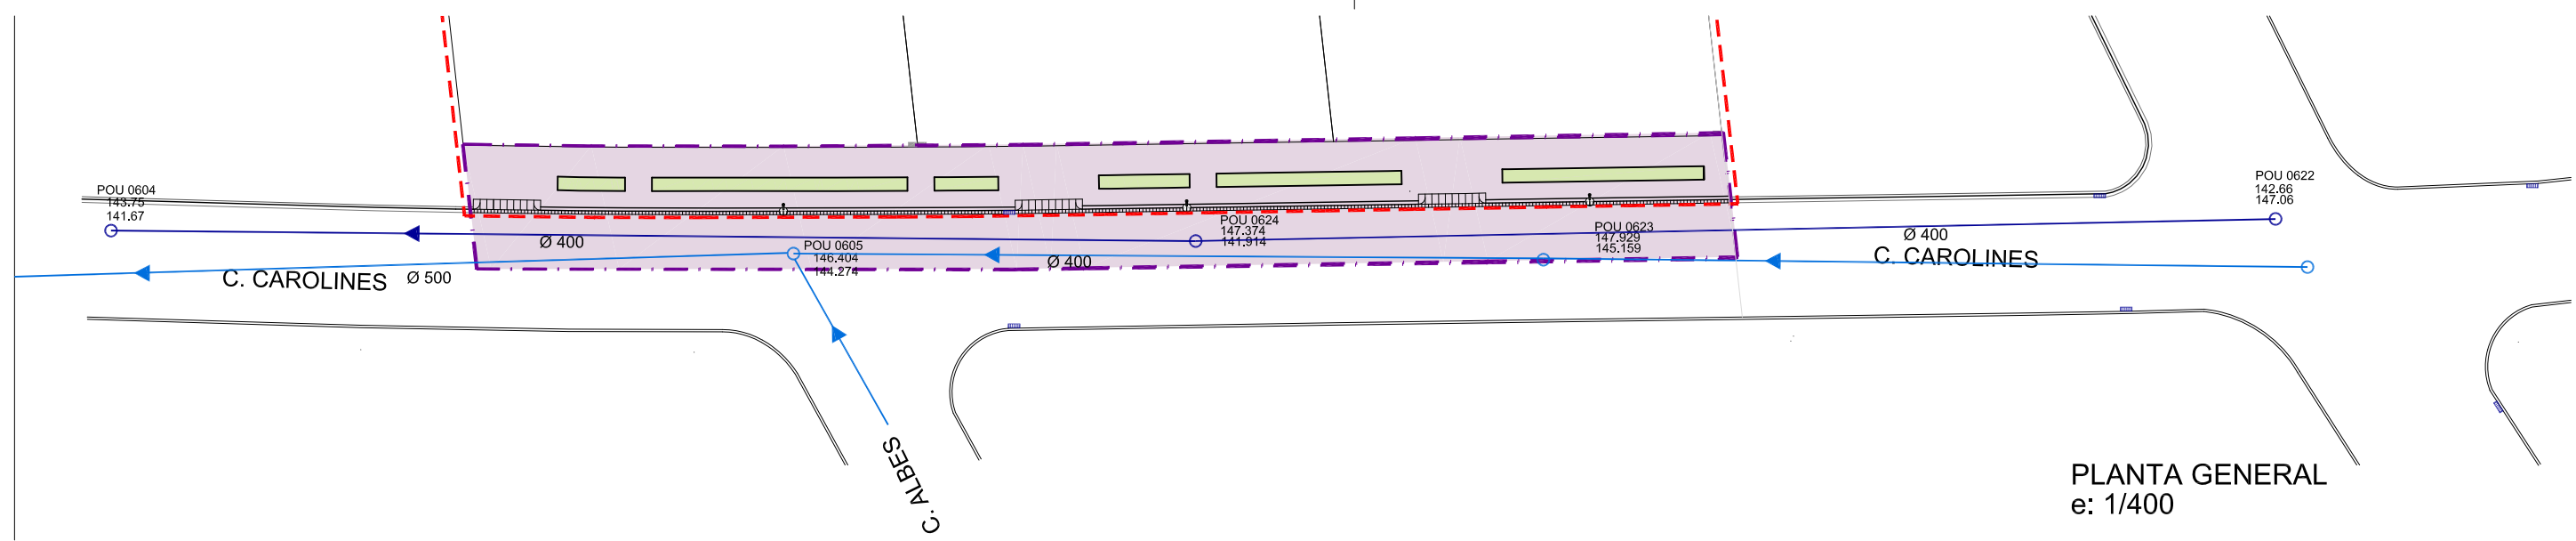 POU 0604
143.75
141.67
C. CAROLINES
Ø 500
Ø 400
POU 0605
146.404
144.274
Ø 400
POU 0624
147.374
141.914
POU 0623
147.929
145.159
Ø 400
C. CAROLINES
POU 0622
142.66
147.06
C. ALBES
PLANTA GENERAL
e: 1/400